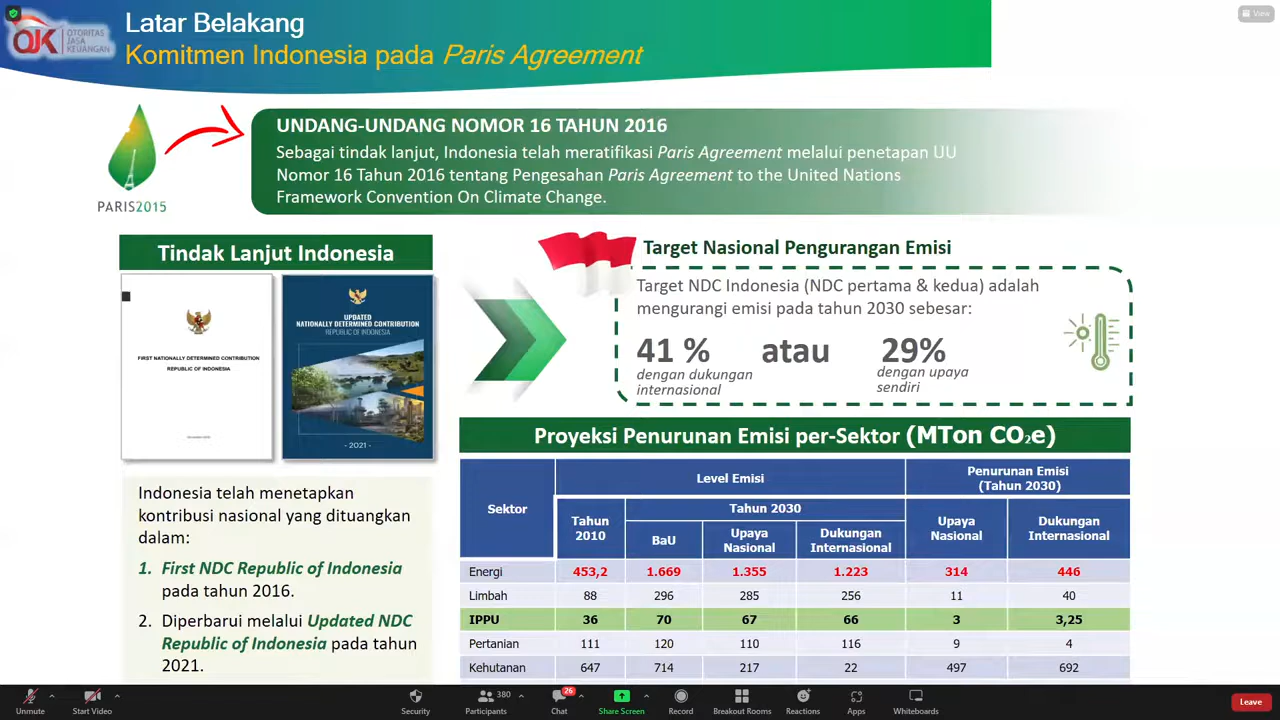 View
OJK OTORITAS JASA KEUANGAN
Latar Belakang
Komitmen Indonesia pada Paris Agreement
PARIS2015
UNDANG-UNDANG NOMOR 16 TAHUN 2016
Sebagai tindak lanjut, Indonesia telah meratifikasi Paris Agreement melalui penetapan UU
Nomor 16 Tahun 2016 tentang Pengesahan Paris Agreement to the United Nations
Framework Convention On Climate Change.
Tindak Lanjut Indonesia
FIRST NATIONALLY DETERMINED CONTRIBUTION
REPUBLIC OF INDONESIA
UPDATED
NATIONALLY DETERMINED CONTRIBUTION
REPUBLIC OF INDONESIA
- 2021 -
Indonesia telah menetapkan
kontribusi nasional yang dituangkan
dalam:
1. First NDC Republic of Indonesia
pada tahun 2016.
2. Diperbarui melalui Updated NDC
Republic of Indonesia pada tahun
2021.
Target Nasional Pengurangan Emisi
Target NDC Indonesia (NDC pertama & kedua) adalah
mengurangi emisi pada tahun 2030 sebesar:
41 % atau 29%
dengan dukungan
internasional
dengan upaya
sendiri
Proyeksi Penurunan Emisi per-Sektor (MTon CO2e)
Sektor
Level Emisi
Penurunan Emisi
(Tahun 2030)
Tahun
2010
Tahun 2030
BaU
Upaya
Nasional
Dukungan
Internasional
Upaya
Nasional
Dukungan
Internasional
Energi 453,2 1.669 1.355 1.223 314 446
Limbah 88 296 285 256 11 40
IPPU 36 70 67 66 3 3,25
Pertanian 111 120 110 116 9 4
Kehutanan 647 714 217 22 497 692
Unmute
Start Video
Security
380
Participants
26
Chat
Share Screen
Record
Breakout Rooms
Reactions
Apps
Whiteboards
Leave